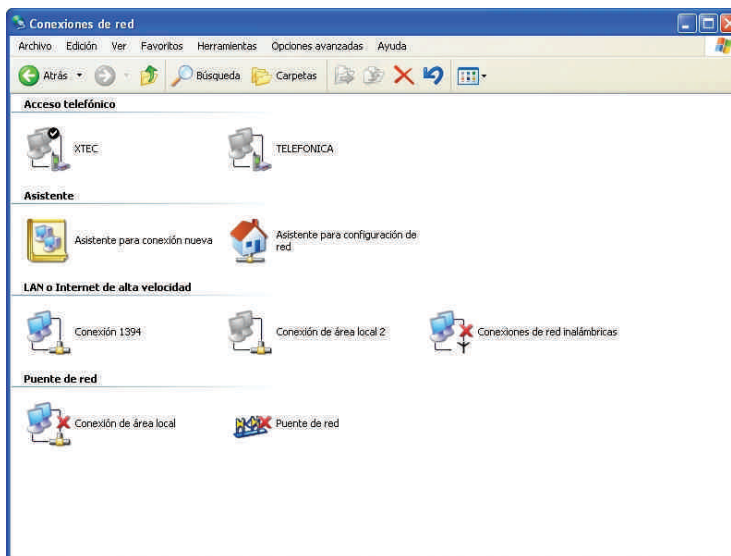 Conexiones de red
Archivo Edición Ver Favoritos Herramientas Opciones avanzadas Ayuda
Atrás Búsqueda Carpetas
Acceso telefónico
XTEC TELEFONICA
Asistente
Asistente para conexión nueva Asistente para configuración de
red
LAN o Internet de alta velocidad
Conexión 1394 Conexión de área local 2 Conexiones de red inalámbricas
Puente de red
Conexión de área local Puente de red